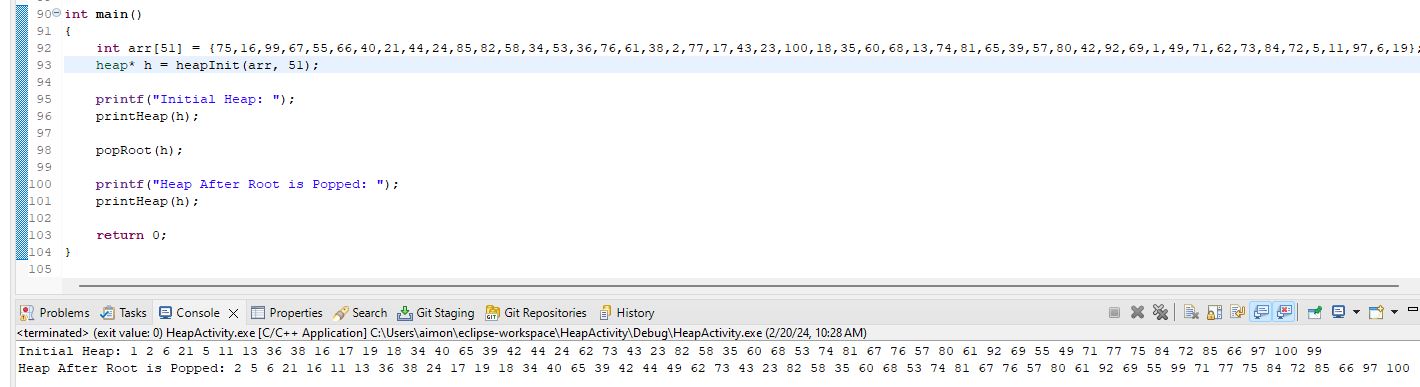 90 int main()
91 {
92 int arr[51] = {75,16,99,67,55,66,40,21,44,24,85,82,58,34,53,36,76,61,38,2,77,17,43,23,100,18,35,60,68,13,74,81,65,39,57,80,42,92,69,1,49,71,62,73,84,72,5,11,97,6,19};
93 heap* h = heapInit(arr, 51);
94
95 printf("Initial Heap: ");
96 printHeap(h);
97
98 popRoot(h);
99
100 printf("Heap After Root is Popped: ");
101 printHeap(h);
102
103 return 0;
104 }
105
Problems Tasks Console Properties Search Git Staging Git Repositories History
<terminated> (exit value: 0) HeapActivity.exe [C/C++ Application] C:\Users\aimon\eclipse-workspace\HeapActivity\Debug\HeapActivity.exe (2/20/24, 10:28 AM)
Initial Heap: 1 2 6 21 5 11 13 36 38 16 17 19 18 34 40 65 39 42 44 24 62 73 43 23 82 58 35 60 68 53 74 81 67 76 57 80 61 92 69 55 49 71 77 75 84 72 85 66 97 100 99
Heap After Root is Popped: 2 5 6 21 16 11 13 36 38 24 17 19 18 34 40 65 39 42 44 49 62 73 43 23 82 58 35 60 68 53 74 81 67 76 57 80 61 92 69 55 99 71 77 75 84 72 85 66 97 100